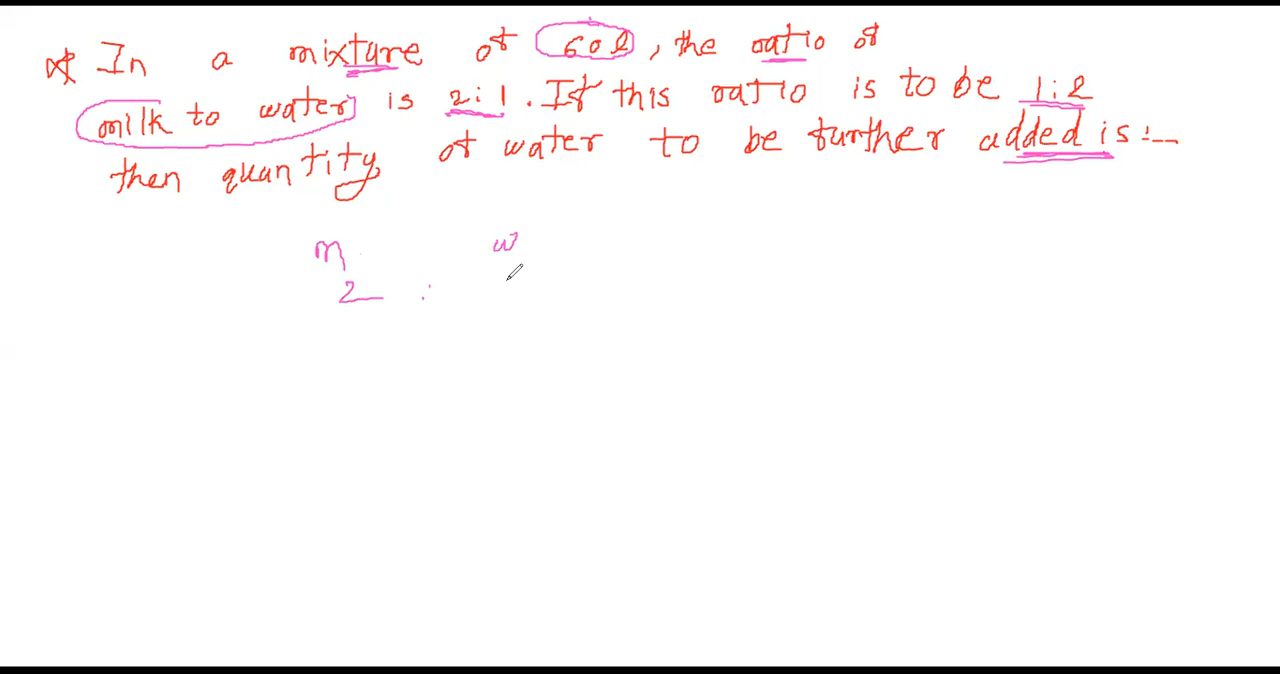 * In a mixture of 60l, the ratio of
milk to water is 2:1. If this ratio is to be 1:2
then quantity of water to be further added is:-
m w
2 :